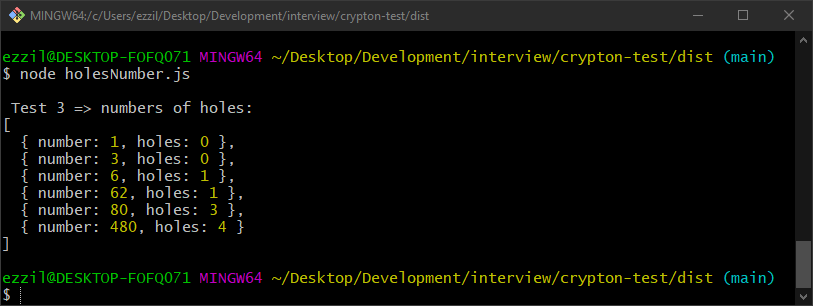 MINGW64:/c/Users/ezzil/Desktop/Development/interview/crypton-test/dist
ezzil@DESKTOP-FOFQ071 MINGW64 ~/Desktop/Development/interview/crypton-test/dist (main)
$ node holesNumber.js
Test 3 => numbers of holes:
[
  { number: 1, holes: 0 },
  { number: 3, holes: 0 },
  { number: 6, holes: 1 },
  { number: 62, holes: 1 },
  { number: 80, holes: 3 },
  { number: 480, holes: 4 }
]
ezzil@DESKTOP-FOFQ071 MINGW64 ~/Desktop/Development/interview/crypton-test/dist (main)
$